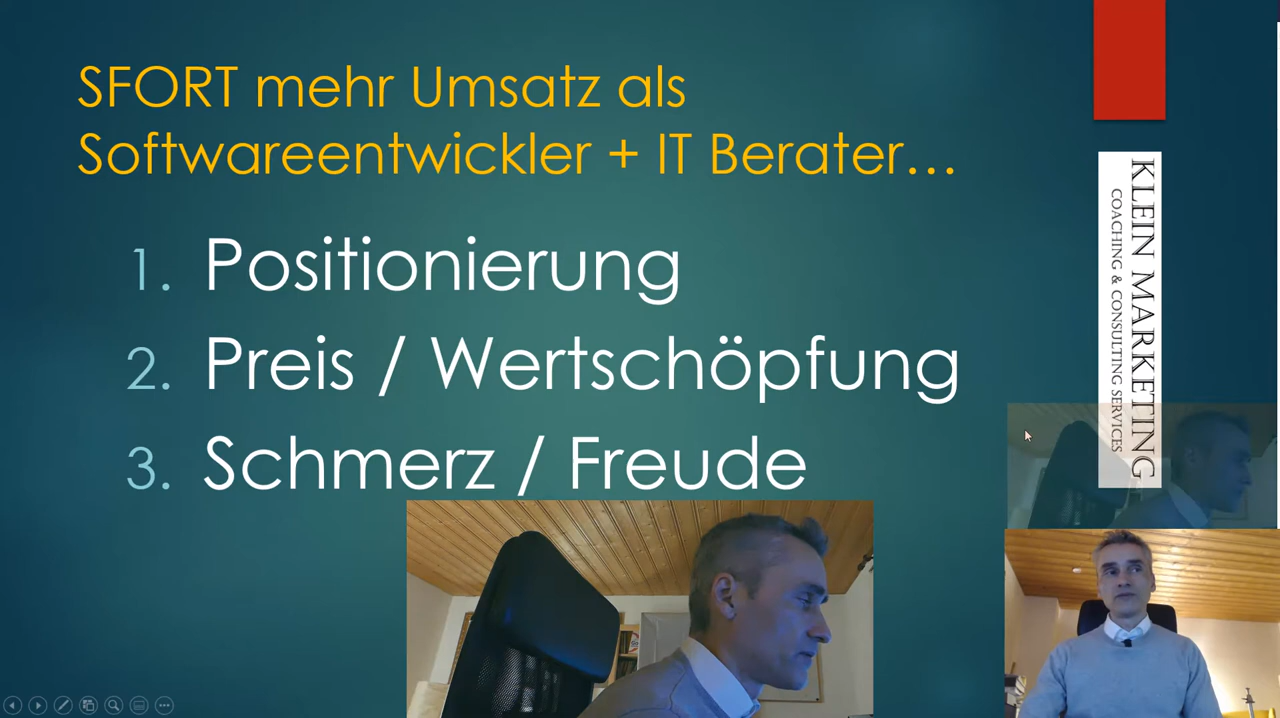 SFORT mehr Umsatz als
Softwareentwickler + IT Berater...
1. Positionierung
2. Preis / Wertschöpfung
3. Schmerz / Freude
KLEIN MARKETING
COACHING & CONSULTING SERVICES